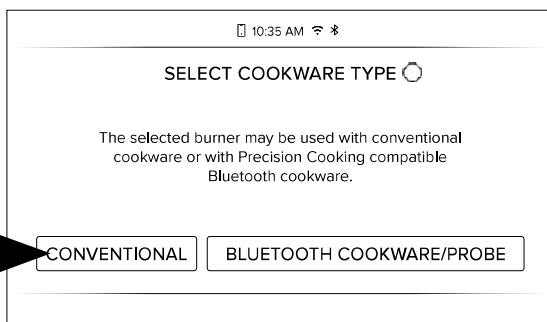 10:35 AM
SELECT COOKWARE TYPE
The selected burner may be used with conventional
cookware or with Precision Cooking compatible
Bluetooth cookware.
CONVENTIONAL
BLUETOOTH COOKWARE/PROBE